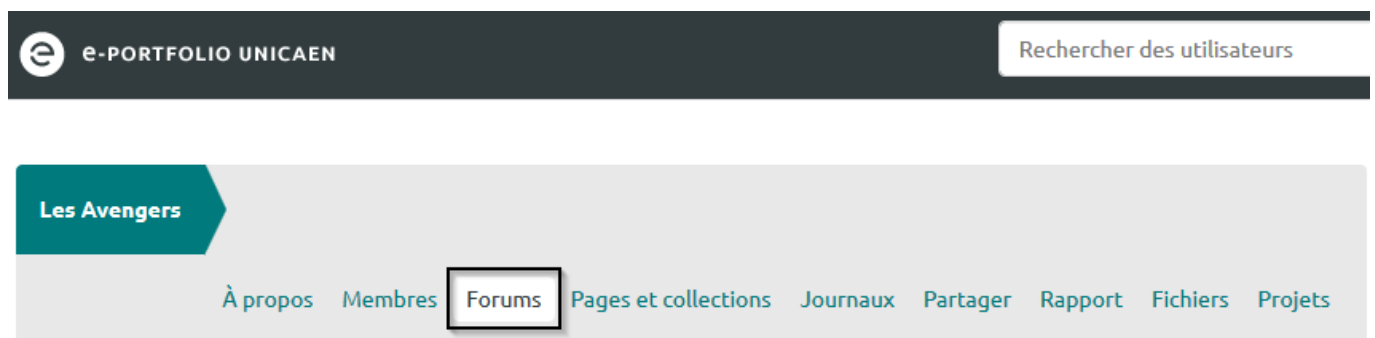 e e-PORTFOLIO UNICAEN Rechercher des utilisateurs
Les Avengers
À propos Membres Forums Pages et collections Journaux Partager Rapport Fichiers Projets